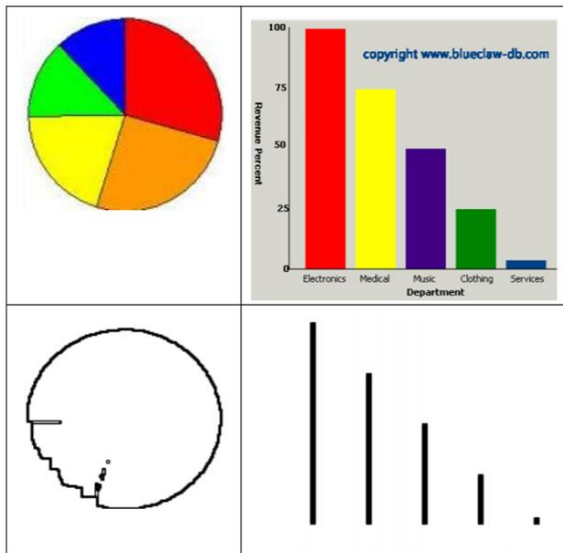 copyright www.blueclaw-db.com
100
75
50
25
0
Revenue Percent
Electronics Medical Music Clothing Services
Department